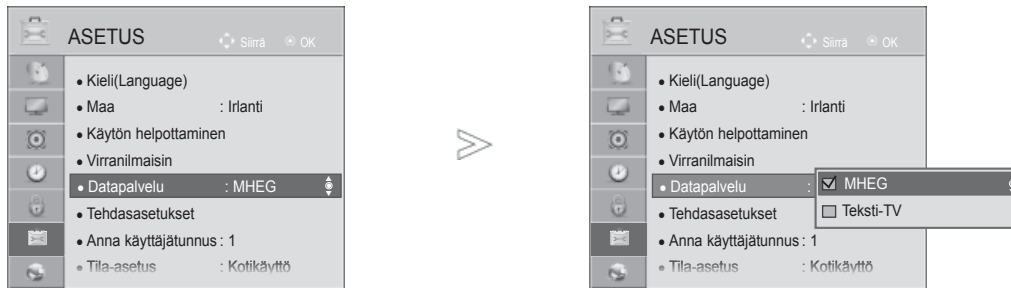 ASETUS Siirrä OK
• Kieli(Language)
• Maa : Irlanti
• Käytön helpottaminen
• Virranilmaisin
• Datapalvelu : MHEG
• Tehdasasetukset
• Anna käyttäjätunnus : 1
• Tila-asetus : Kotikäyttö
ASETUS Siirrä OK
• Kieli(Language)
• Maa : Irlanti
• Käytön helpottaminen
• Virranilmaisin
• Datapalvelu :
MHEG
• Tehdasasetukset
Teksti-TV
• Anna käyttäjätunnus : 1
• Tila-asetus : Kotikäyttö